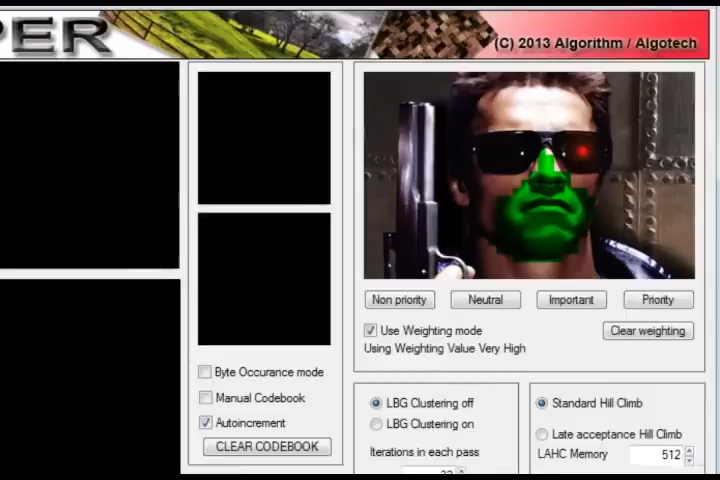 PER
(C) 2013 Algorithm / Algotech
Non priority
Neutral
Important
Priority
Use Weighting mode
Clear weighting
Using Weighting Value Very High
Byte Occurance mode
Manual Codebook
Autoincrement
CLEAR CODEBOOK
LBG Clustering off
LBG Clustering on
Iterations in each pass
Standard Hill Climb
Late acceptance Hill Climb
LAHC Memory 512